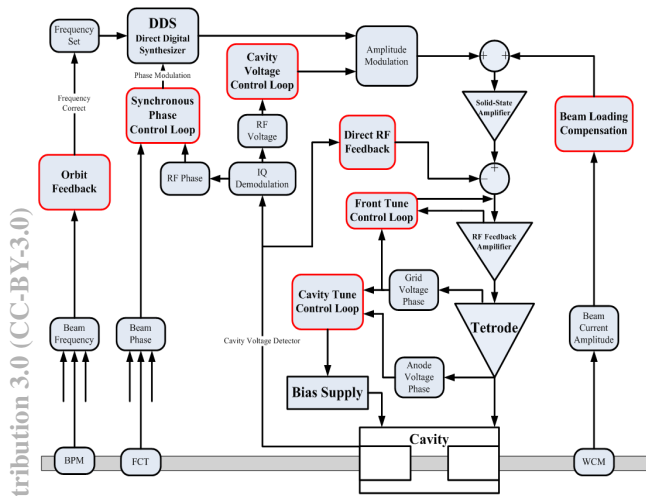 Frequency
Set
DDS
Direct Digital
Synthesizer
Phase Modulation
Frequency
Correct
Cavity
Voltage
Control Loop
Amplitude
Modulation
+
+
Solid-State
Amplifier
Beam Loading
Compensation
Synchronous
Phase
Control Loop
RF
Voltage
Direct RF
Feedback
Orbit
Feedback
RF Phase
IQ
Demodulation
−
+
Front Tune
Control Loop
RF Feedback
Ampilifier
Cavity Tune
Control Loop
Grid
Voltage
Phase
Tetrode
Beam
Frequency
Beam
Phase
Cavity Voltage Detector
Beam
Current
Amplitude
Anode
Voltage
Phase
Bias Supply
Cavity
BPM
FCT
WCM
tribution 3.0 (CC-BY-3.0)